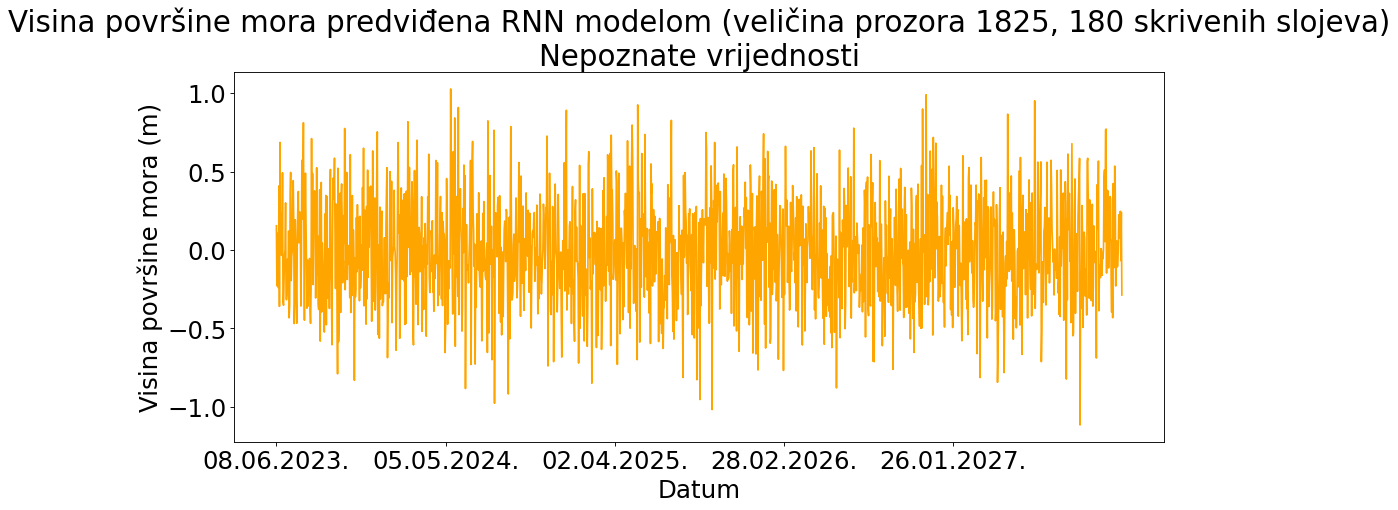 Visina površine mora predviđena RNN modelom (veličina prozora 1825, 180 skrivenih slojeva)
Nepoznate vrijednosti
Visina površine mora (m)
1.0
0.5
0.0
−0.5
−1.0
08.06.2023. 05.05.2024. 02.04.2025. 28.02.2026. 26.01.2027.
Datum